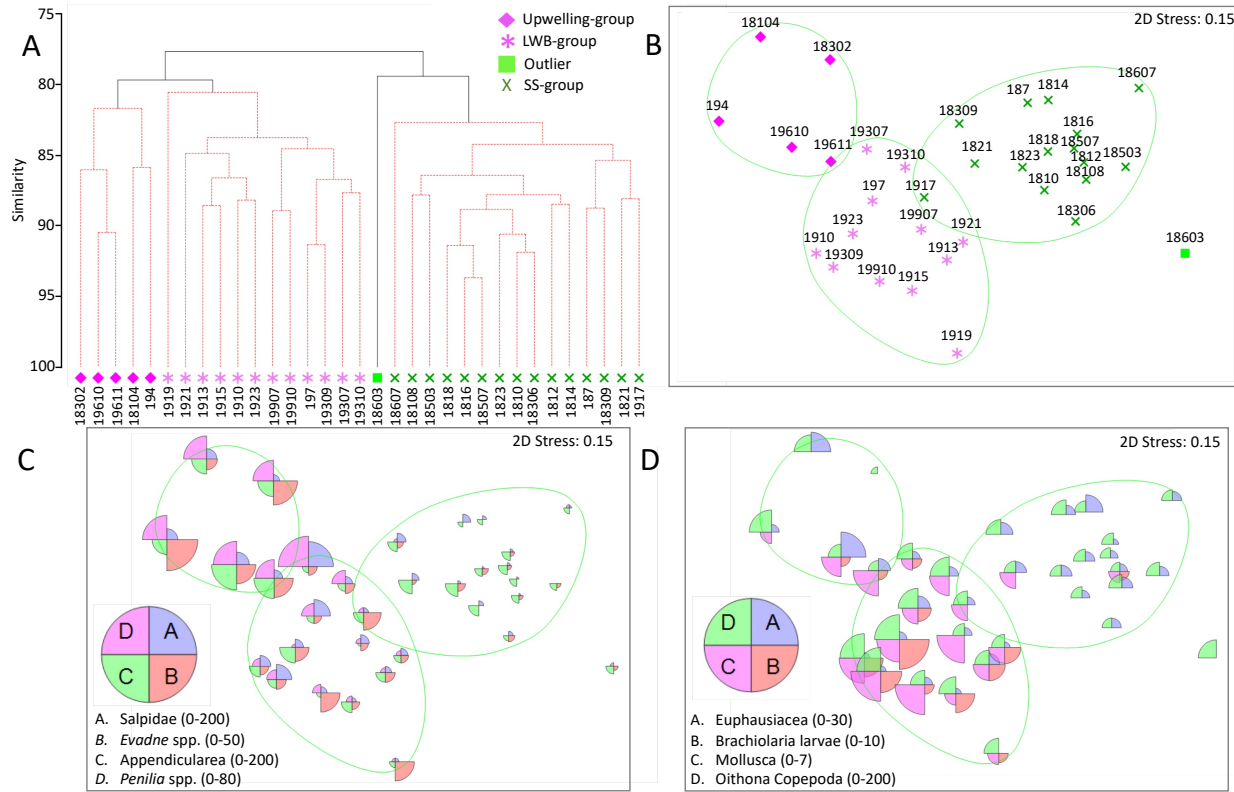 A
75
80
85
90
95
100
Similarity
Upwelling-group
LWB-group
Outlier
SS-group
18302 19610 19611 18104 194 1919 1921 1913 1915 1910 1923 19907 19910 197 19309 19307 19310 18603 18607 18108 18503 1818 1816 18507 1823 1810 18306 1812 1814 187 18309 1821 1917
B
2D Stress: 0.15
18104
18302
194
19610
19611
19307
19310
197
1917
1923
19907
1921
1910
1913
19309
19910
1915
1919
18607
187
1814
18309
1816
1821
1818
18507
1823
1812
18503
18108
1810
18306
18603
C
2D Stress: 0.15
D A
C B
A. Salpidae (0-200)
B. Evadne spp. (0-50)
C. Appendicularea (0-200)
D. Penilia spp. (0-80)
D
2D Stress: 0.15
D A
C B
A. Euphausiacea (0-30)
B. Brachiolaria larvae (0-10)
C. Mollusca (0-7)
D. Oithona Copepoda (0-200)